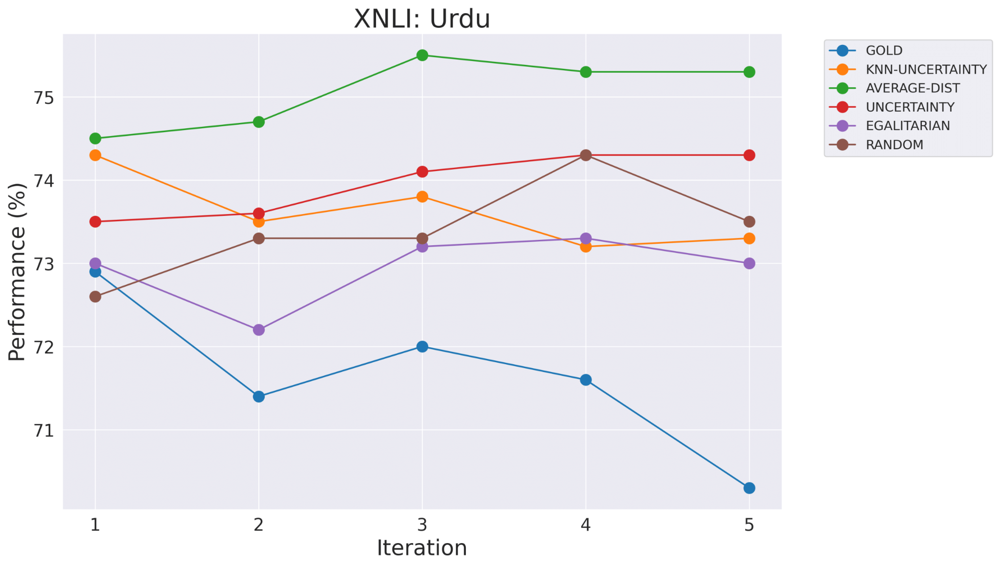 XNLI: Urdu
GOLD
KNN-UNCERTAINTY
AVERAGE-DIST
UNCERTAINTY
EGALITARIAN
RANDOM
Performance (%)
75
74
73
72
71
1 2 3 4 5
Iteration